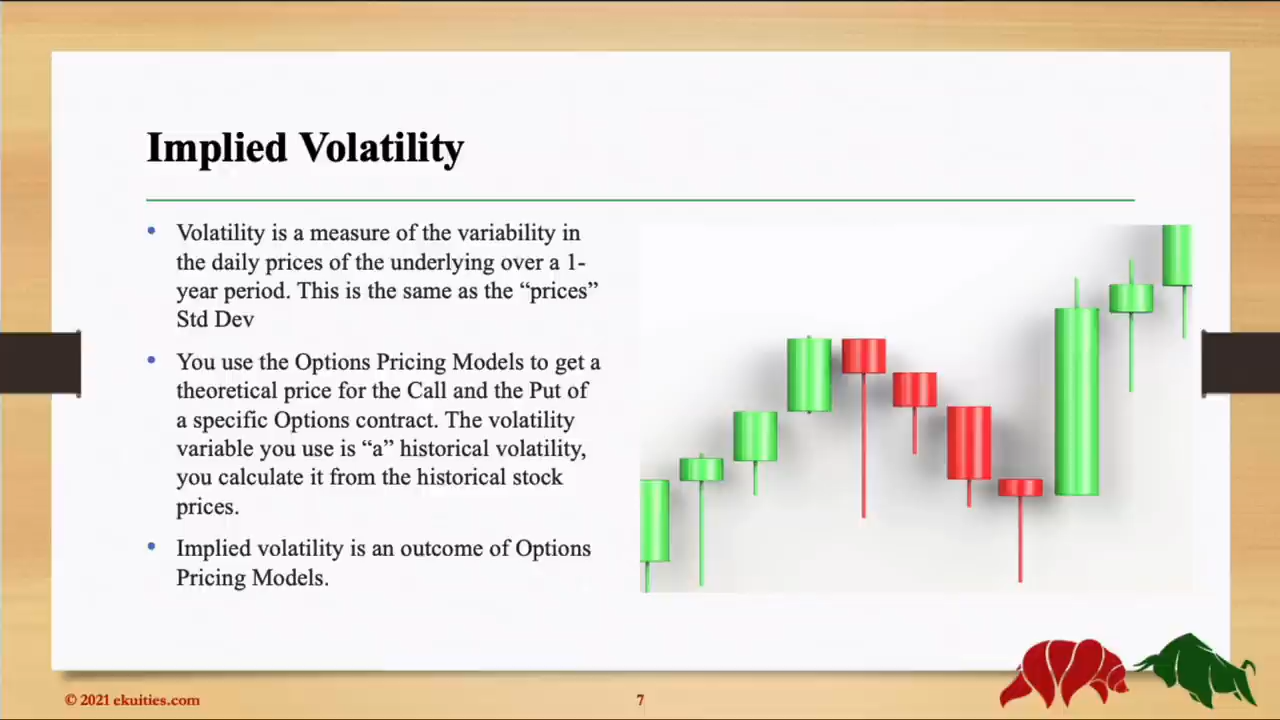 Implied Volatility
• Volatility is a measure of the variability in
the daily prices of the underlying over a 1-
year period. This is the same as the “prices”
Std Dev
• You use the Options Pricing Models to get a
theoretical price for the Call and the Put of
a specific Options contract. The volatility
variable you use is “a” historical volatility,
you calculate it from the historical stock
prices.
• Implied volatility is an outcome of Options
Pricing Models.
© 2021 ekuities.com
7